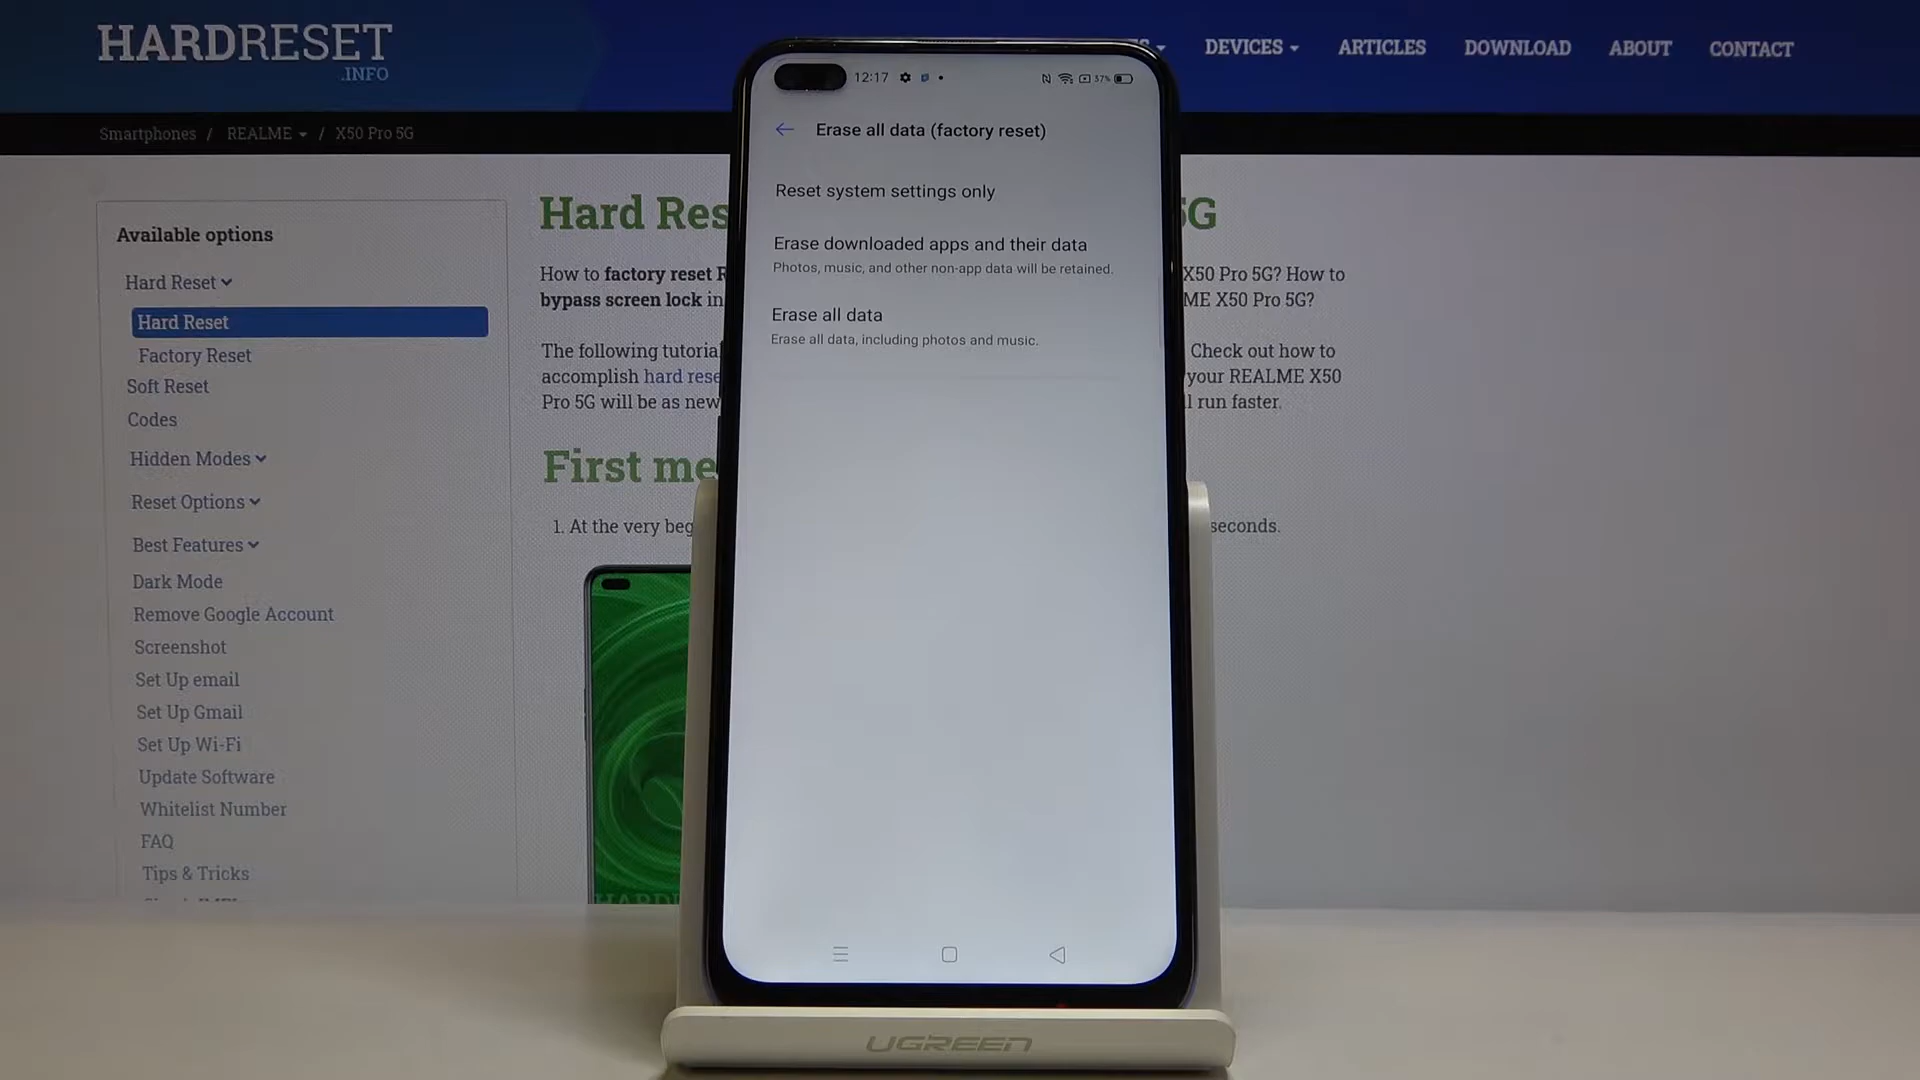 HARDRESET
.INFO
DEVICES
ARTICLES
DOWNLOAD
ABOUT
CONTACT
Smartphones / REALME / X50 Pro 5G
Available options
Hard Reset
Hard Reset
Factory Reset
Soft Reset
Codes
Hidden Modes
Reset Options
Best Features
Dark Mode
Remove Google Account
Screenshot
Set Up email
Set Up Gmail
Set Up Wi-Fi
Update Software
Whitelist Number
FAQ
Tips & Tricks
Hard Res 5G
How to factory reset R X50 Pro 5G? How to
bypass screen lock in ME X50 Pro 5G?
The following tutoria Check out how to
accomplish hard rese your REALME X50
Pro 5G will be as new l run faster.
First me
1. At the very beg seconds.
12:17
37%
Erase all data (factory reset)
Reset system settings only
Erase downloaded apps and their data
Photos, music, and other non-app data will be retained.
Erase all data
Erase all data, including photos and music.
UGREEN